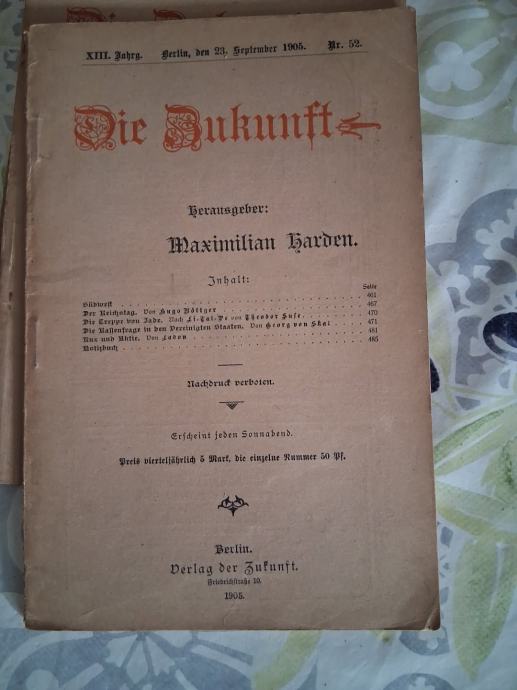 XIII. Jahrg. Berlin, den 23. September 1905. Nr. 52.
Die Zukunft
Herausgeber:
Maximilian Harden.
Inhalt:
Seite
Südwest . . . 461
Der Reichstag. Von Hugo Böttger . . . 467
Die Treppe von Jade. Nach Li-Tai-Pe von Theodor Suse . . . 470
Die Rassenfrage in den Vereinigten Staaten. Von Georg von Skal . . . 471
Kux und Aktie. Von Ladon . . . 481
Notizbuch . . . 485
Nachdruck verboten.
Erscheint jeden Sonnabend.
Preis vierteljährlich 5 Mark, die einzelne Nummer 50 Pf.
Berlin.
Verlag der Zukunft.
Friedrichstraße 10.
1905.